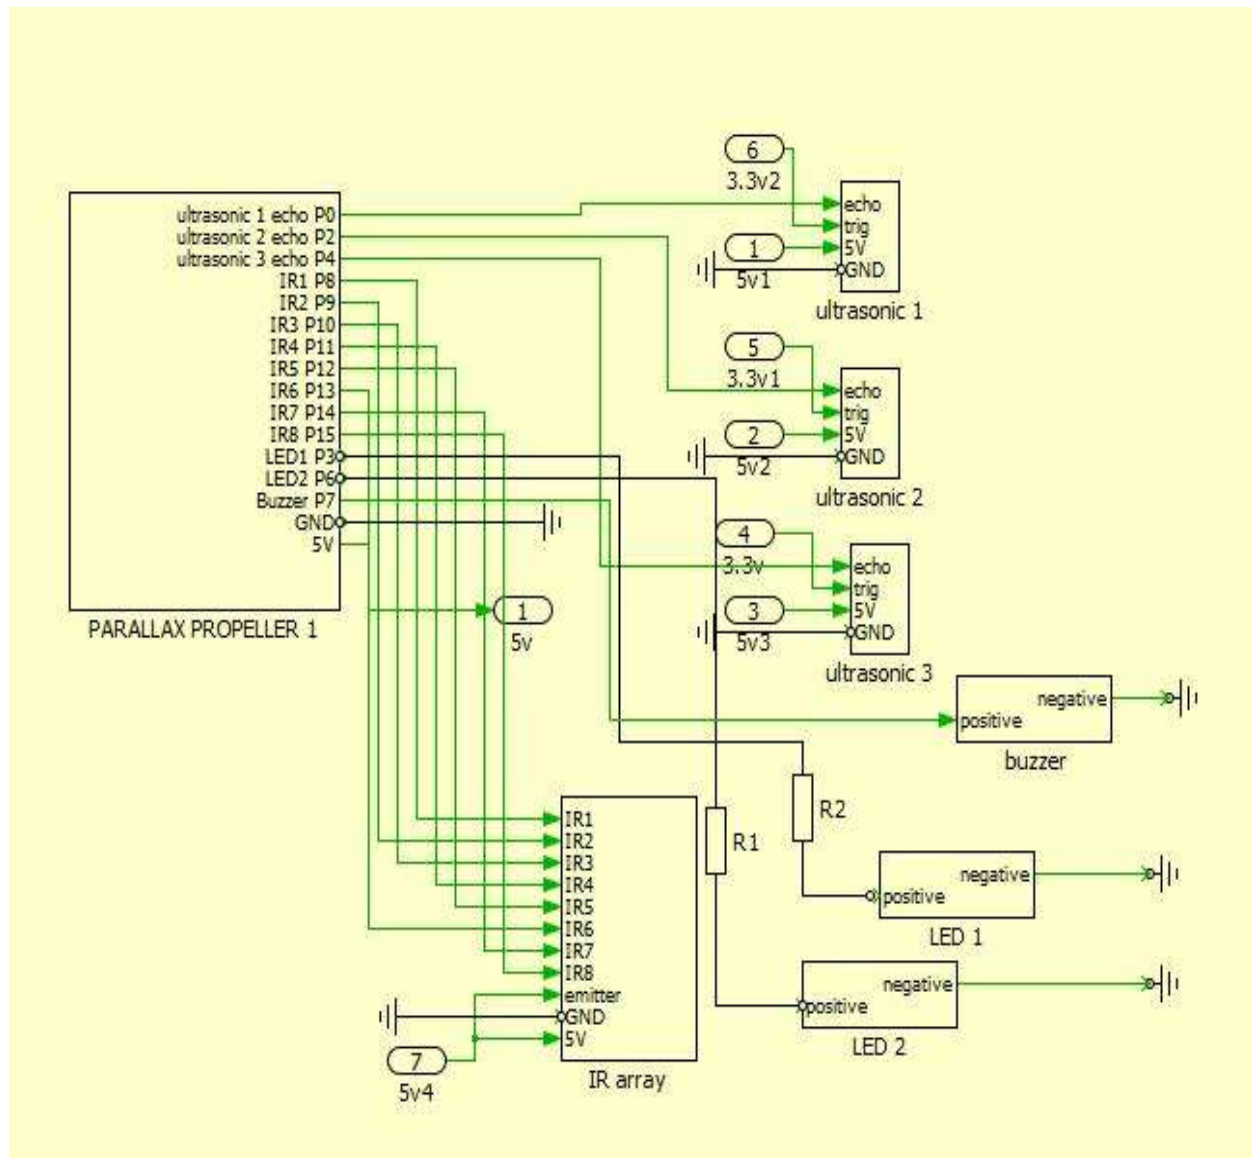 ultrasonic 1 echo P0
ultrasonic 2 echo P2
ultrasonic 3 echo P4
IR1 P8
IR2 P9
IR3 P10
IR4 P11
IR5 P12
IR6 P13
IR7 P14
IR8 P15
LED1 P3
LED2 P6
Buzzer P7
GND
5V
PARALLAX PROPELLER 1
1
5v
6
3.3v2
1
5v1
echo
trig
5V
GND
ultrasonic 1
5
3.3v1
2
5v2
echo
trig
5V
GND
ultrasonic 2
4
3.3v
3
5v3
echo
trig
5V
GND
ultrasonic 3
negative
positive
buzzer
R2
R1
negative
positive
LED 1
negative
positive
LED 2
IR1
IR2
IR3
IR4
IR5
IR6
IR7
IR8
emitter
GND
5V
IR array
7
5v4